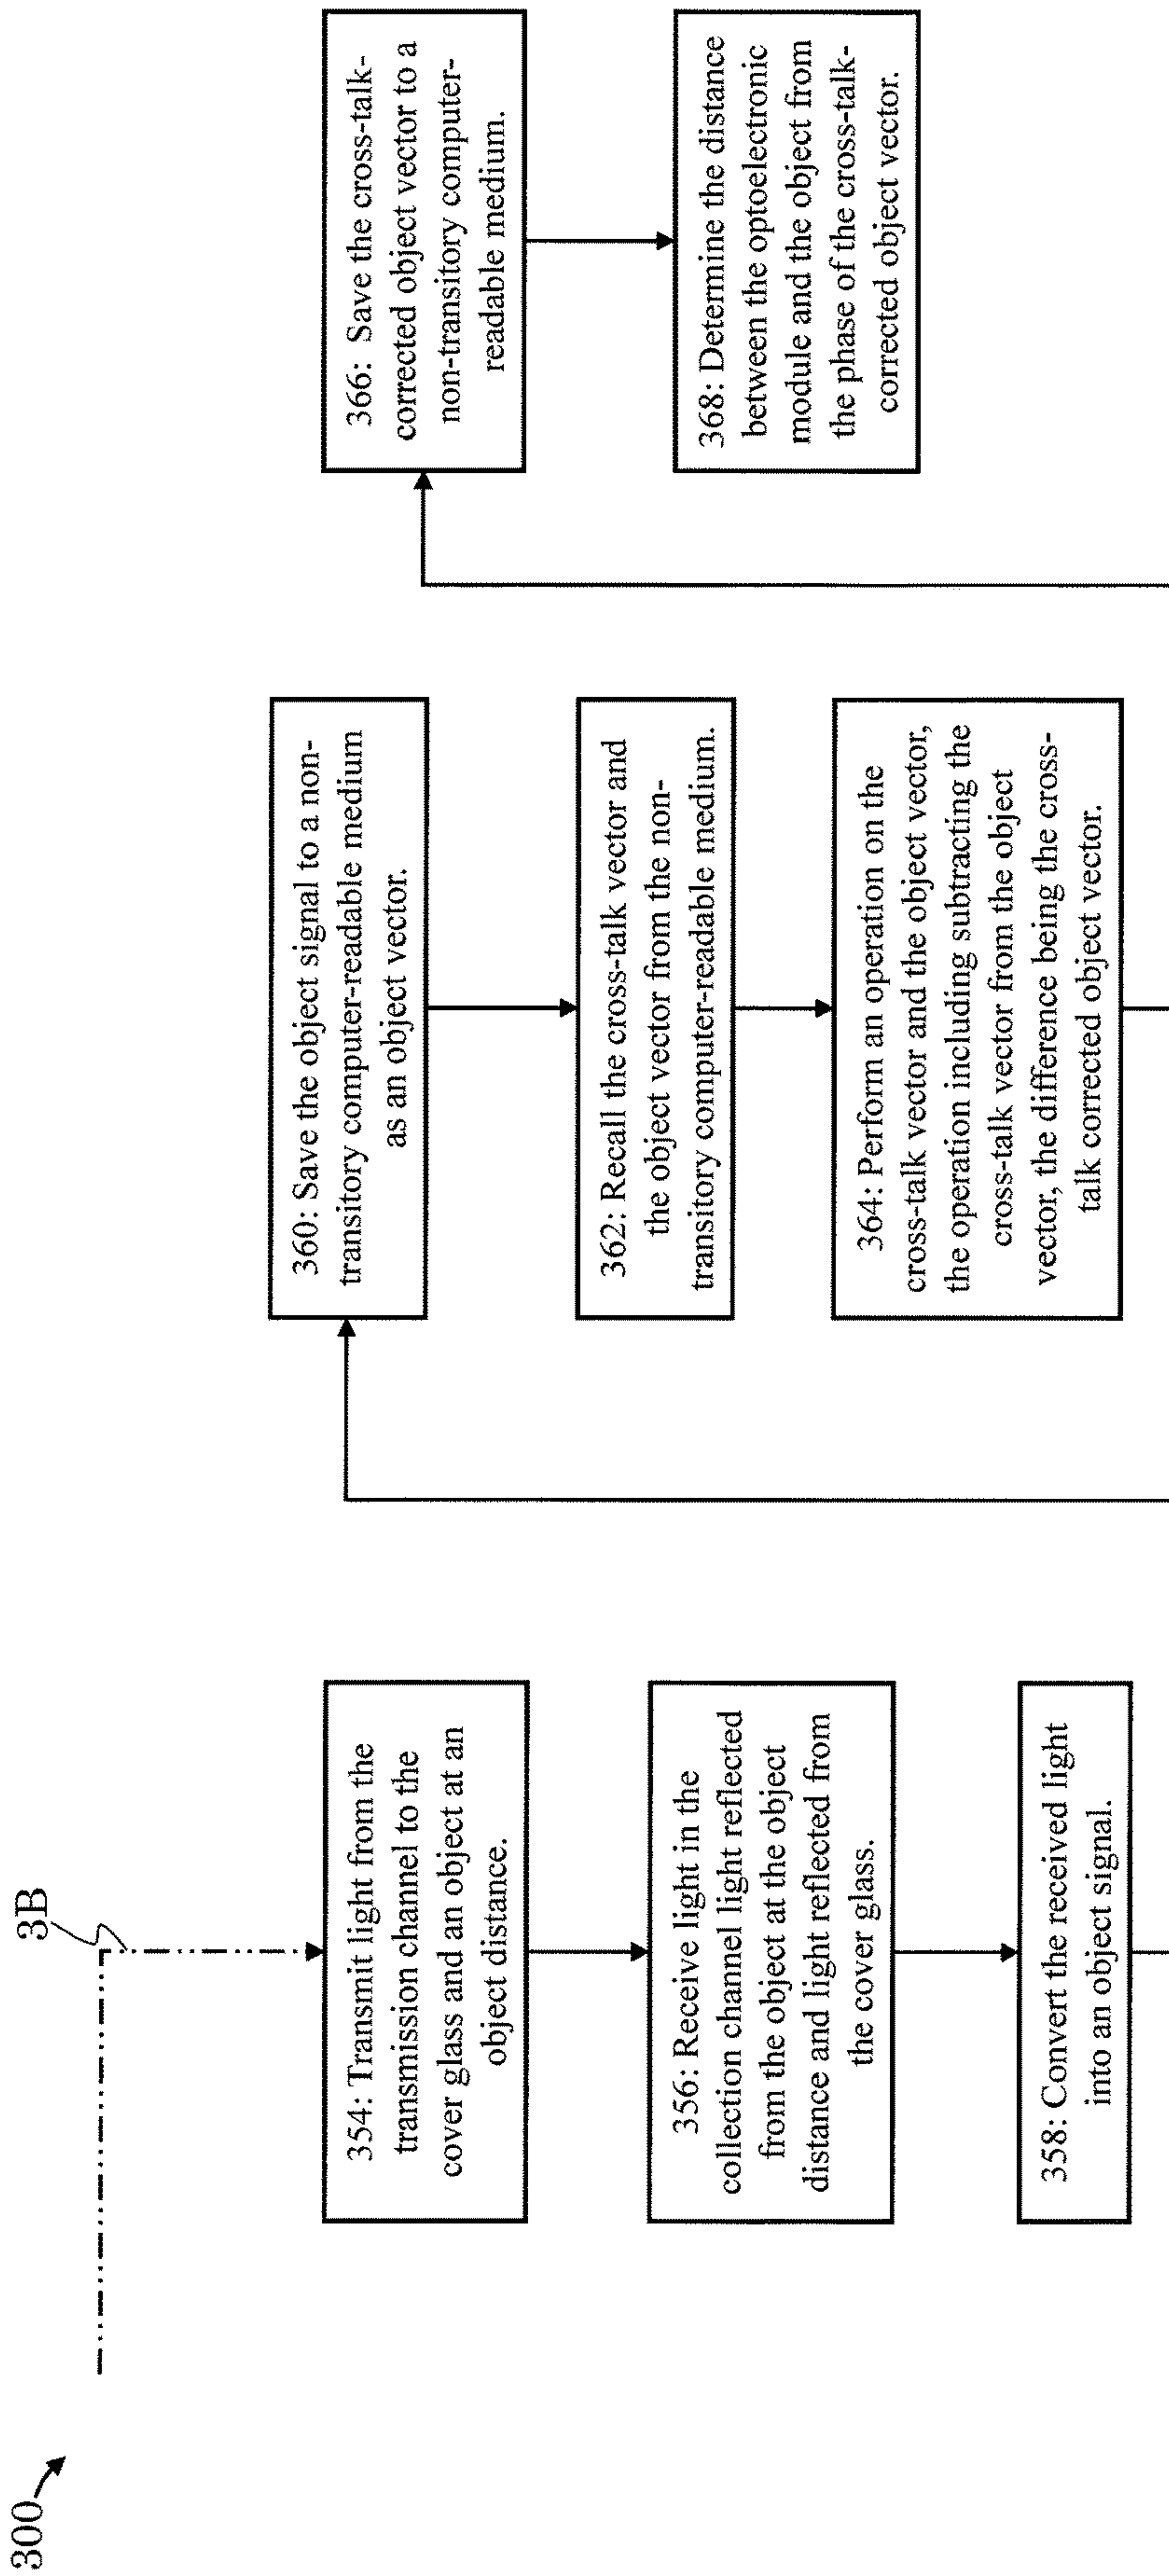 300
3B
354: Transmit light from the
transmission channel to the
cover glass and an object at an
object distance.
356: Receive light in the
collection channel light reflected
from the object at the object
distance and light reflected from
the cover glass.
358: Convert the received light
into an object signal.
360: Save the object signal to a non-
transitory computer-readable medium
as an object vector.
362: Recall the cross-talk vector and
the object vector from the non-
transitory computer-readable medium.
364: Perform an operation on the
cross-talk vector and the object vector,
the operation including subtracting the
cross-talk vector from the object
vector, the difference being the cross-
talk corrected object vector.
366: Save the cross-talk-
corrected object vector to a
non-transitory computer-
readable medium.
368: Determine the distance
between the optoelectronic
module and the object from
the phase of the cross-talk-
corrected object vector.